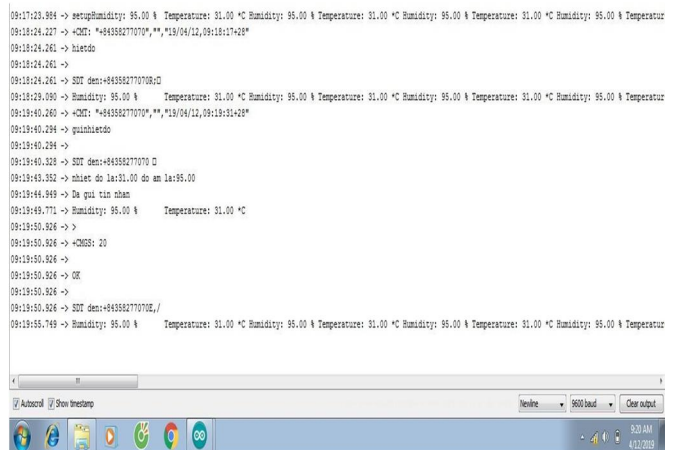 09:17:23.984 -> setupHumidity: 95.00 % Temperature: 31.00 *C Humidity: 95.00 % Temperature: 31.00 *C Humidity: 95.00 % Temperature: 31.00 *C Humidity: 95.00 % Temperatur
09:18:24.227 -> +CMT: "+84358277070","","19/04/12,09:18:17+28"
09:18:24.261 -> hietdo
09:18:24.261 ->
09:18:24.261 -> SDT den:+84358277070R;□
09:18:29.090 -> Humidity: 95.00 % Temperature: 31.00 *C Humidity: 95.00 % Temperature: 31.00 *C Humidity: 95.00 % Temperature: 31.00 *C Humidity: 95.00 % Temperatur
09:19:40.260 -> +CMT: "+84358277070","","19/04/12,09:19:31+28"
09:19:40.294 -> guinhietdo
09:19:40.294 ->
09:19:40.328 -> SDT den:+84358277070 □
09:19:43.352 -> nhiet do la:31.00 do am la:95.00
09:19:44.949 -> Da gui tin nhan
09:19:49.771 -> Humidity: 95.00 % Temperature: 31.00 *C
09:19:50.926 -> >
09:19:50.926 -> +CMGS: 20
09:19:50.926 ->
09:19:50.926 -> OK
09:19:50.926 ->
09:19:50.926 -> SDT den:+84358277070E,/
09:19:55.749 -> Humidity: 95.00 % Temperature: 31.00 *C Humidity: 95.00 % Temperature: 31.00 *C Humidity: 95.00 % Temperature: 31.00 *C Humidity: 95.00 % Temperatur
Autoscroll Show timestamp Newline 9600 baud Clear output
9:20 AM
4/12/2019